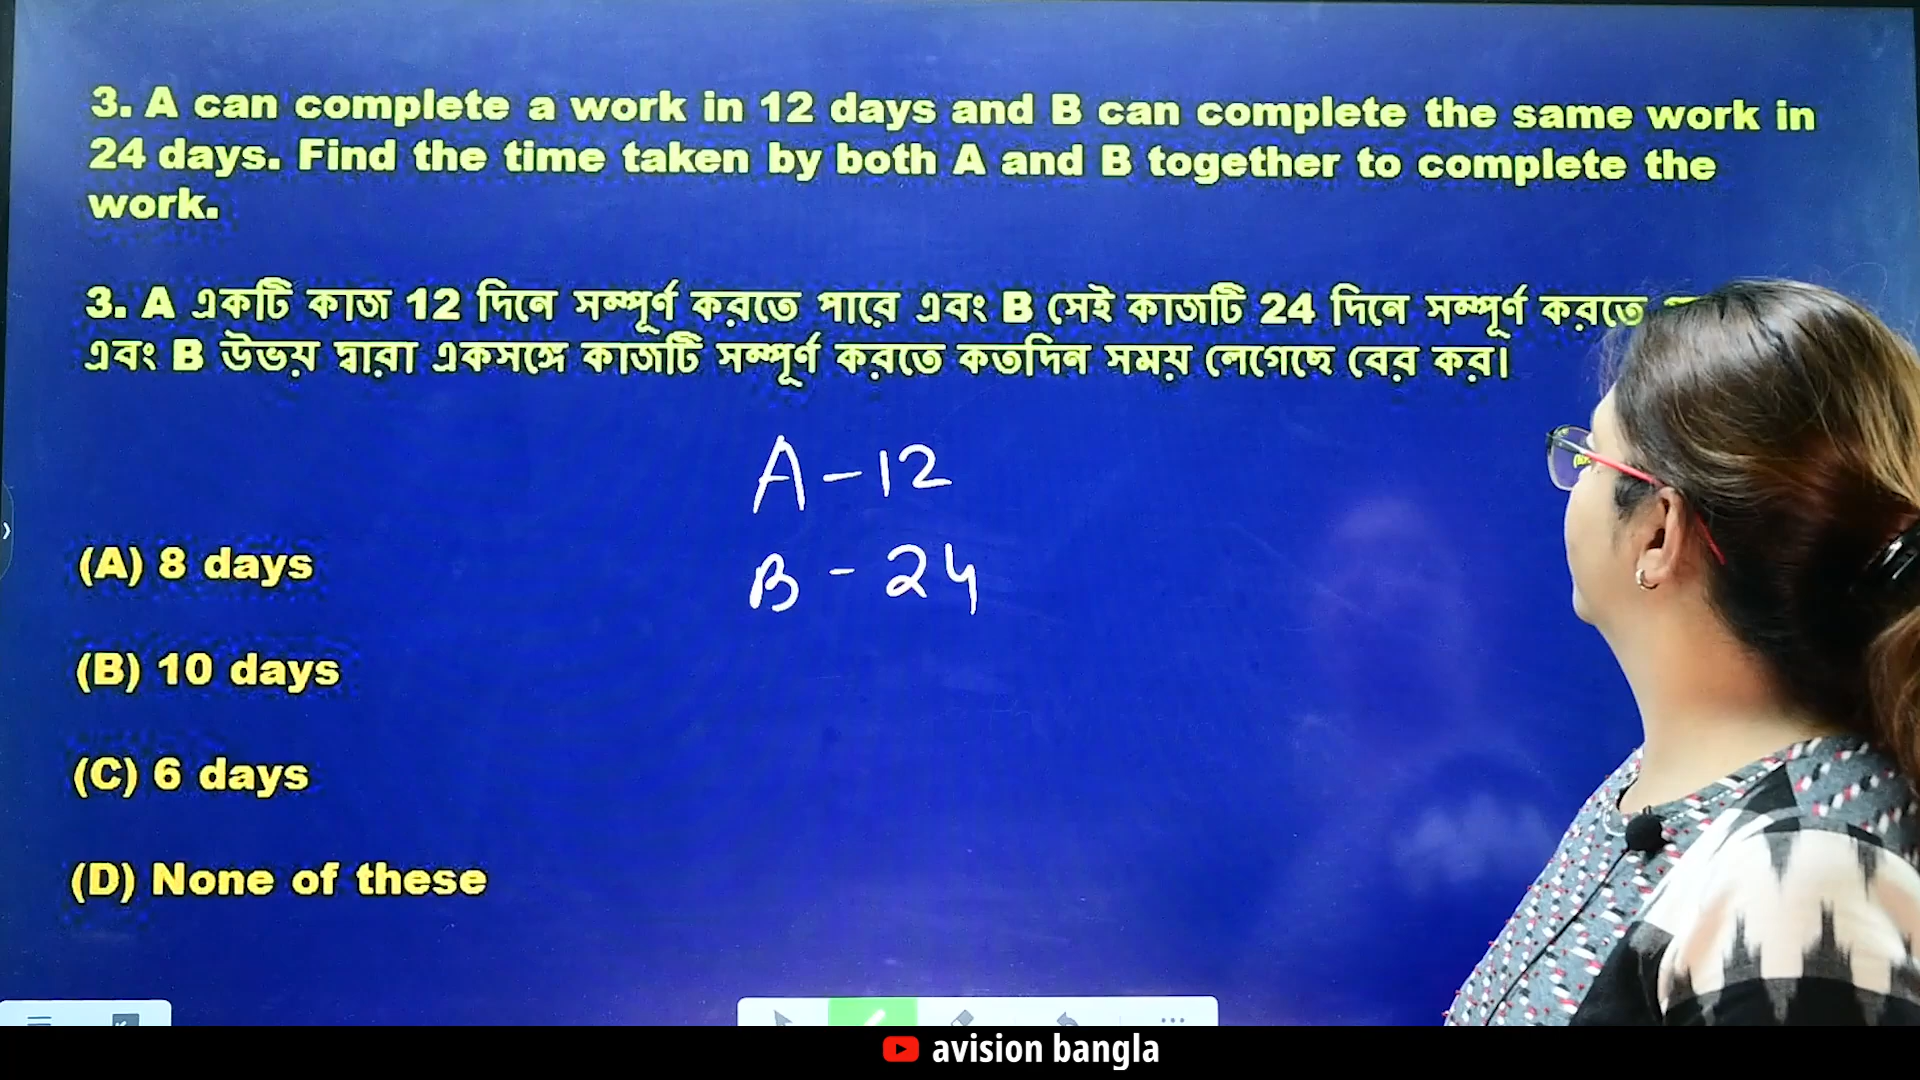 3. A can complete a work in 12 days and B can complete the same work in
24 days. Find the time taken by both A and B together to complete the
work.
3. A একটি কাজ 12 দিনে সম্পূর্ণ করতে পারে এবং B সেই কাজটি 24 দিনে সম্পূর্ণ করতে
এবং B উভয় দ্বারা একসঙ্গে কাজটি সম্পূর্ণ করতে কতদিন সময় লেগেছে বের কর।
A - 12
B - 24
(A) 8 days
(B) 10 days
(C) 6 days
(D) None of these
avision bangla